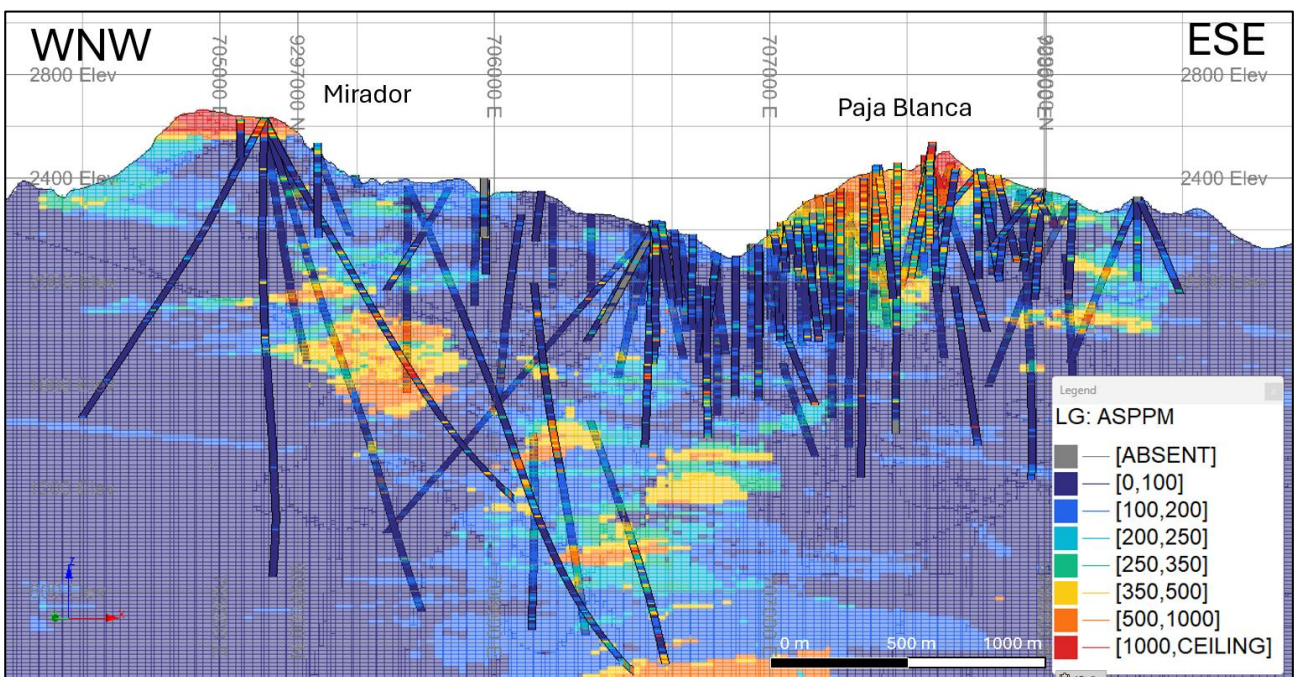 WNW
ESE
705000 E
9297000 N
706000 E
707000 E
2800 Elev
2800 Elev
Mirador
Paja Blanca
2400 Elev
2400 Elev
Legend
LG: ASPPM
[ABSENT]
[0,100]
[100,200]
[200,250]
[250,350]
[350,500]
[500,1000]
[1000,CEILING]
0 m
500 m
1000 m
z
x